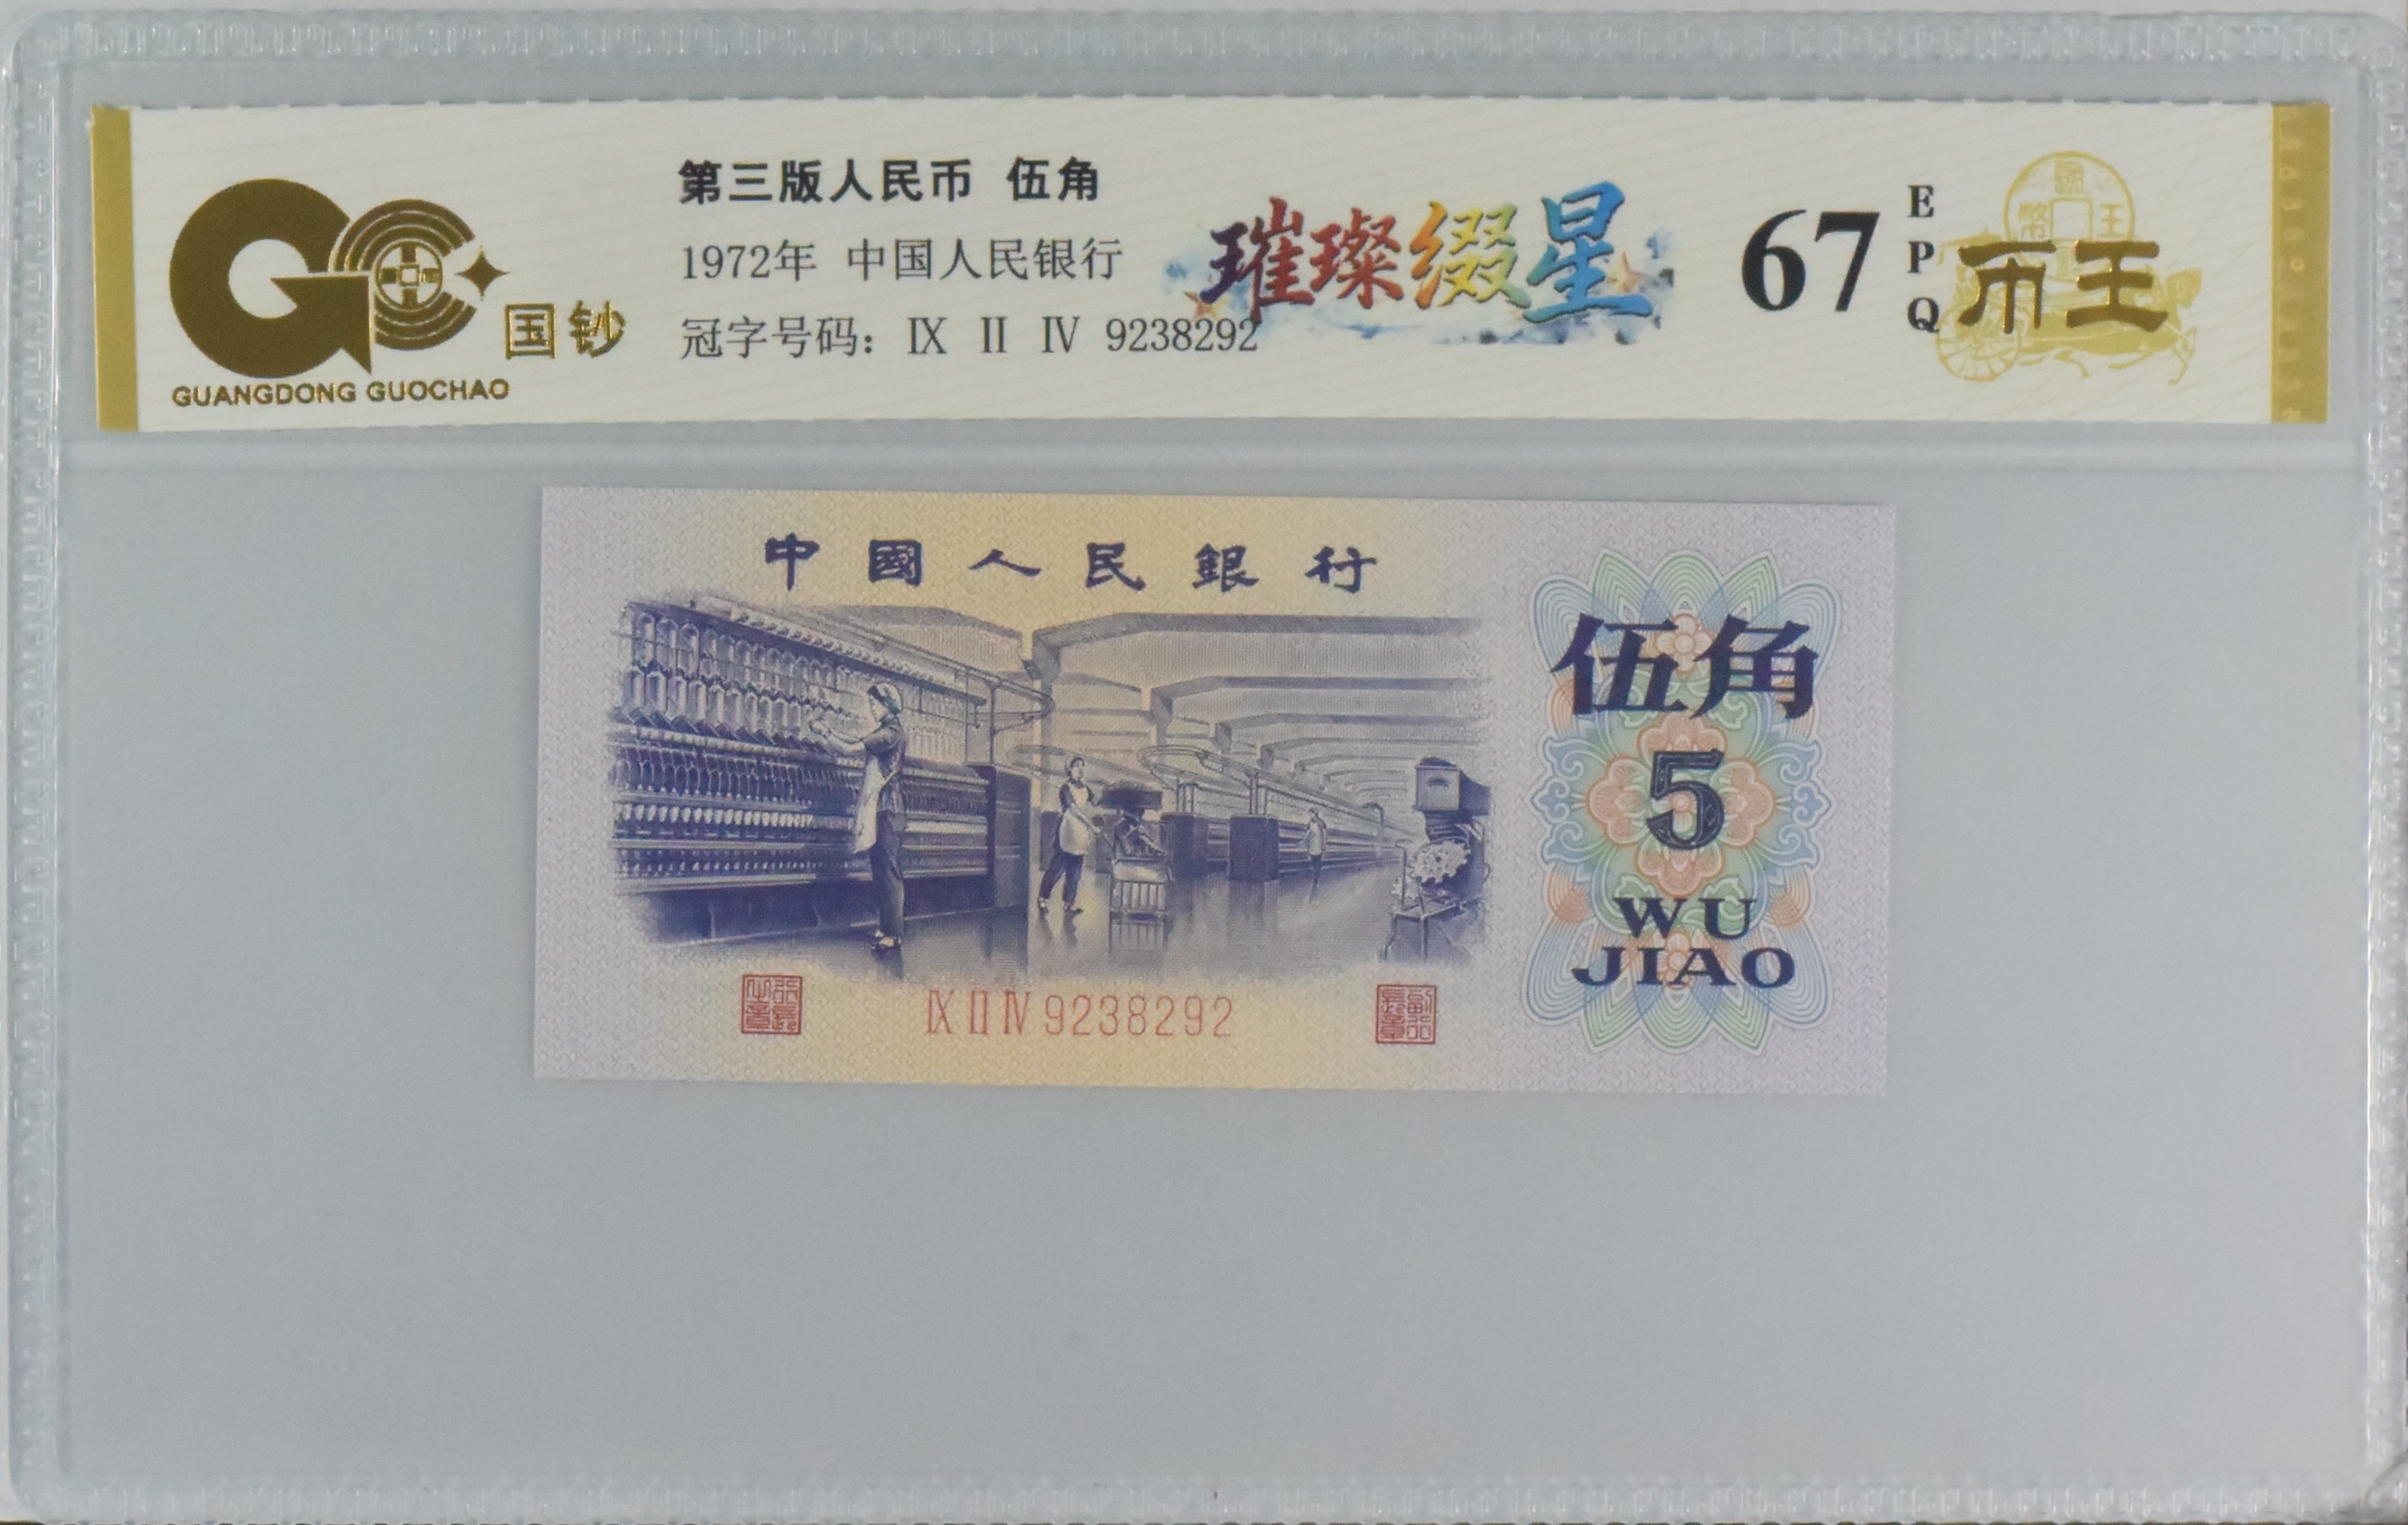 第三版人民币 伍角
1972年 中国人民银行
冠字号码：Ⅸ Ⅱ Ⅳ 9238292
国钞
GUANGDONG GUOCHAO
璀璨缀星
67
E
P
Q
币王
中國人民銀行
伍角
5
WU
JIAO
Ⅸ Ⅱ Ⅳ 9238292